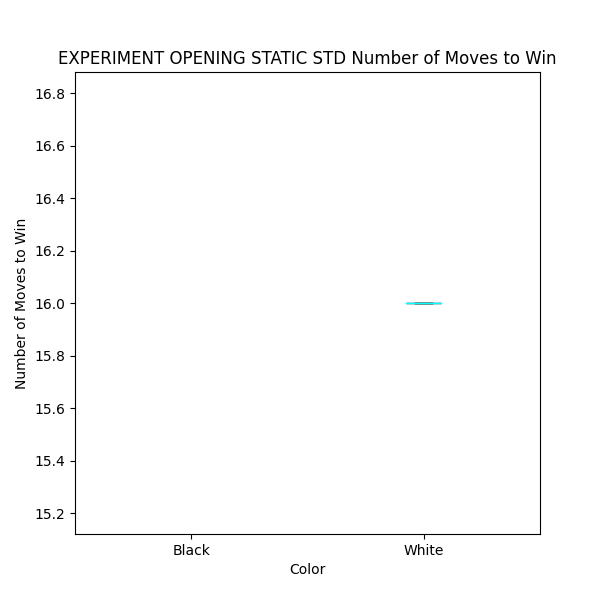 EXPERIMENT OPENING STATIC STD Number of Moves to Win
16.8
16.6
16.4
16.2
16.0
15.8
15.6
15.4
15.2
Number of Moves to Win
Black
White
Color